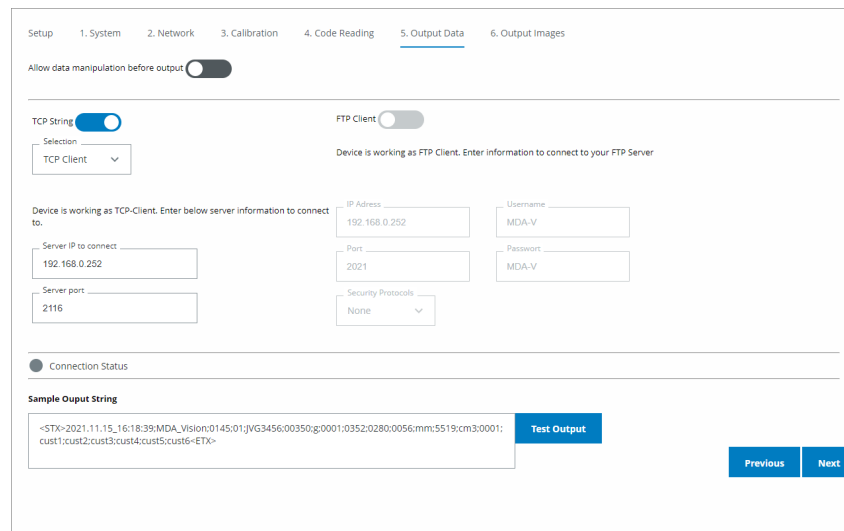 Setup 1. System 2. Network 3. Calibration 4. Code Reading 5. Output Data 6. Output Images
Allow data manipulation before output
TCP String
Selection
TCP Client
Device is working as TCP-Client. Enter below server information to connect
to.
Server IP to connect
192.168.0.252
Server port
2116
FTP Client
Device is working as FTP Client. Enter information to connect to your FTP Server
IP Adress
192.168.0.252
Username
MDA-V
Port
2021
Passwort
MDA-V
Security Protocols
None
Connection Status
Sample Ouput String
<STX>2021.11.15_16:18:39;MDA_Vision;0145;01;JVG3456;00350;g;0001;0352;0280;0056;mm;5519;cm3;0001;
cust1;cust2;cust3;cust4;cust5;cust6<ETX>
Test Output
Previous Next